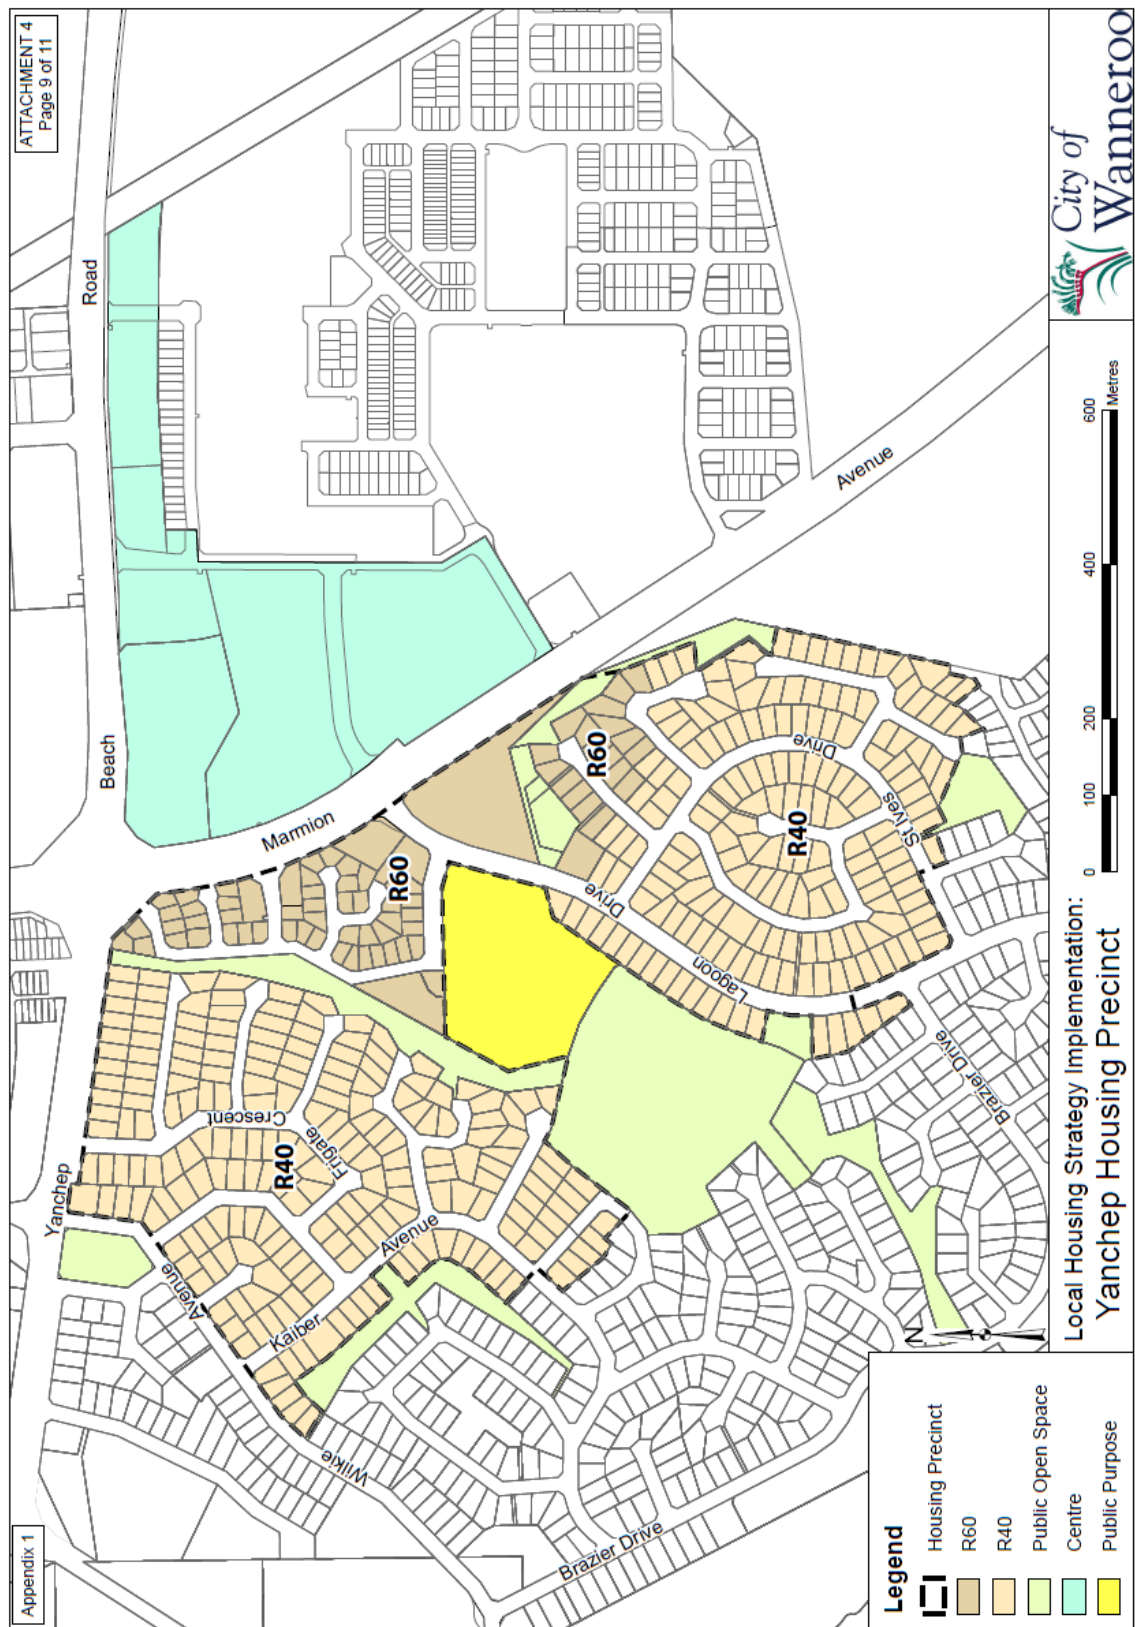 Appendix 1
ATTACHMENT 4
Page 9 of 11
Yanchep
Beach
Road
Marmion
Avenue
Wilkie
Avenue
Kaiber
Avenue
Frigate
Crescent
R40
R60
R60
R40
Lagoon
Drive
St Ives
Drive
Brazier Drive
Brazier Drive
N
Legend
Housing Precinct
R60
R40
Public Open Space
Centre
Public Purpose
Local Housing Strategy Implementation:
Yanchep Housing Precinct
0 100 200 400 600
Metres
City of
Wanneroo